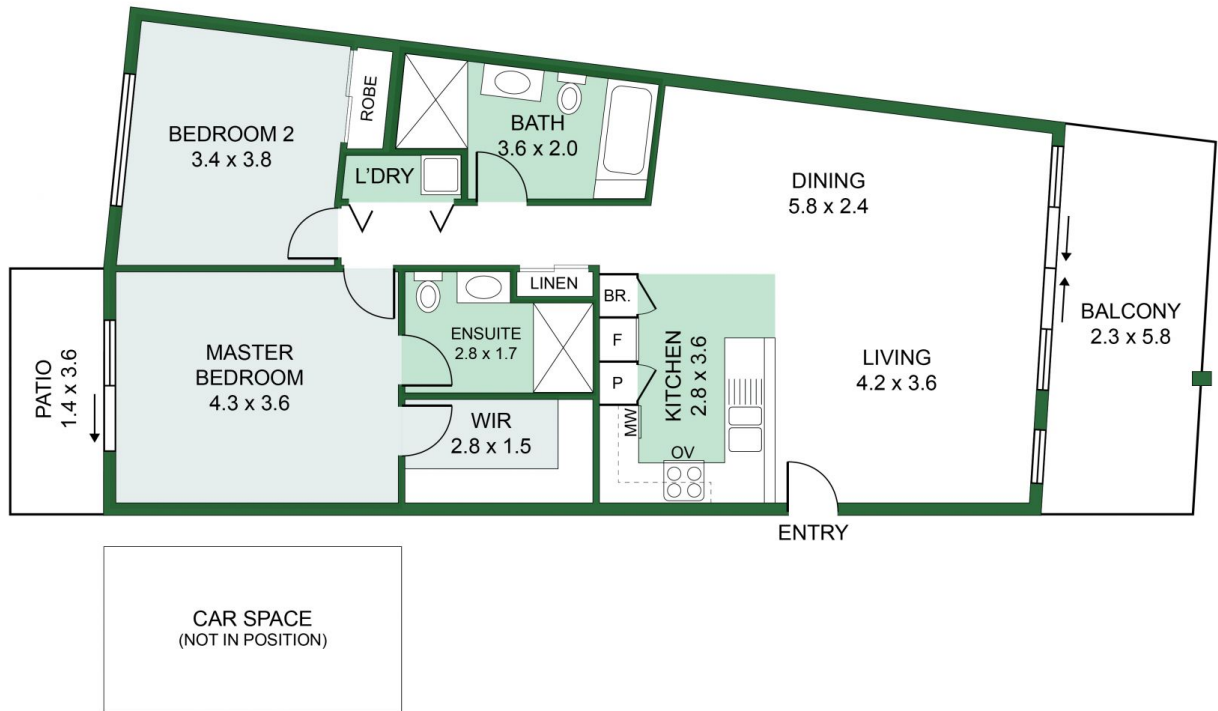 BEDROOM 2
3.4 x 3.8
ROBE
BATH
3.6 x 2.0
L'DRY
DINING
5.8 x 2.4
LINEN
BR.
F
P
ENSUITE
2.8 x 1.7
MASTER
BEDROOM
4.3 x 3.6
PATIO
1.4 x 3.6
WIR
2.8 x 1.5
KITCHEN
2.8 x 3.6
MW
OV
LIVING
4.2 x 3.6
BALCONY
2.3 x 5.8
ENTRY
CAR SPACE
(NOT IN POSITION)